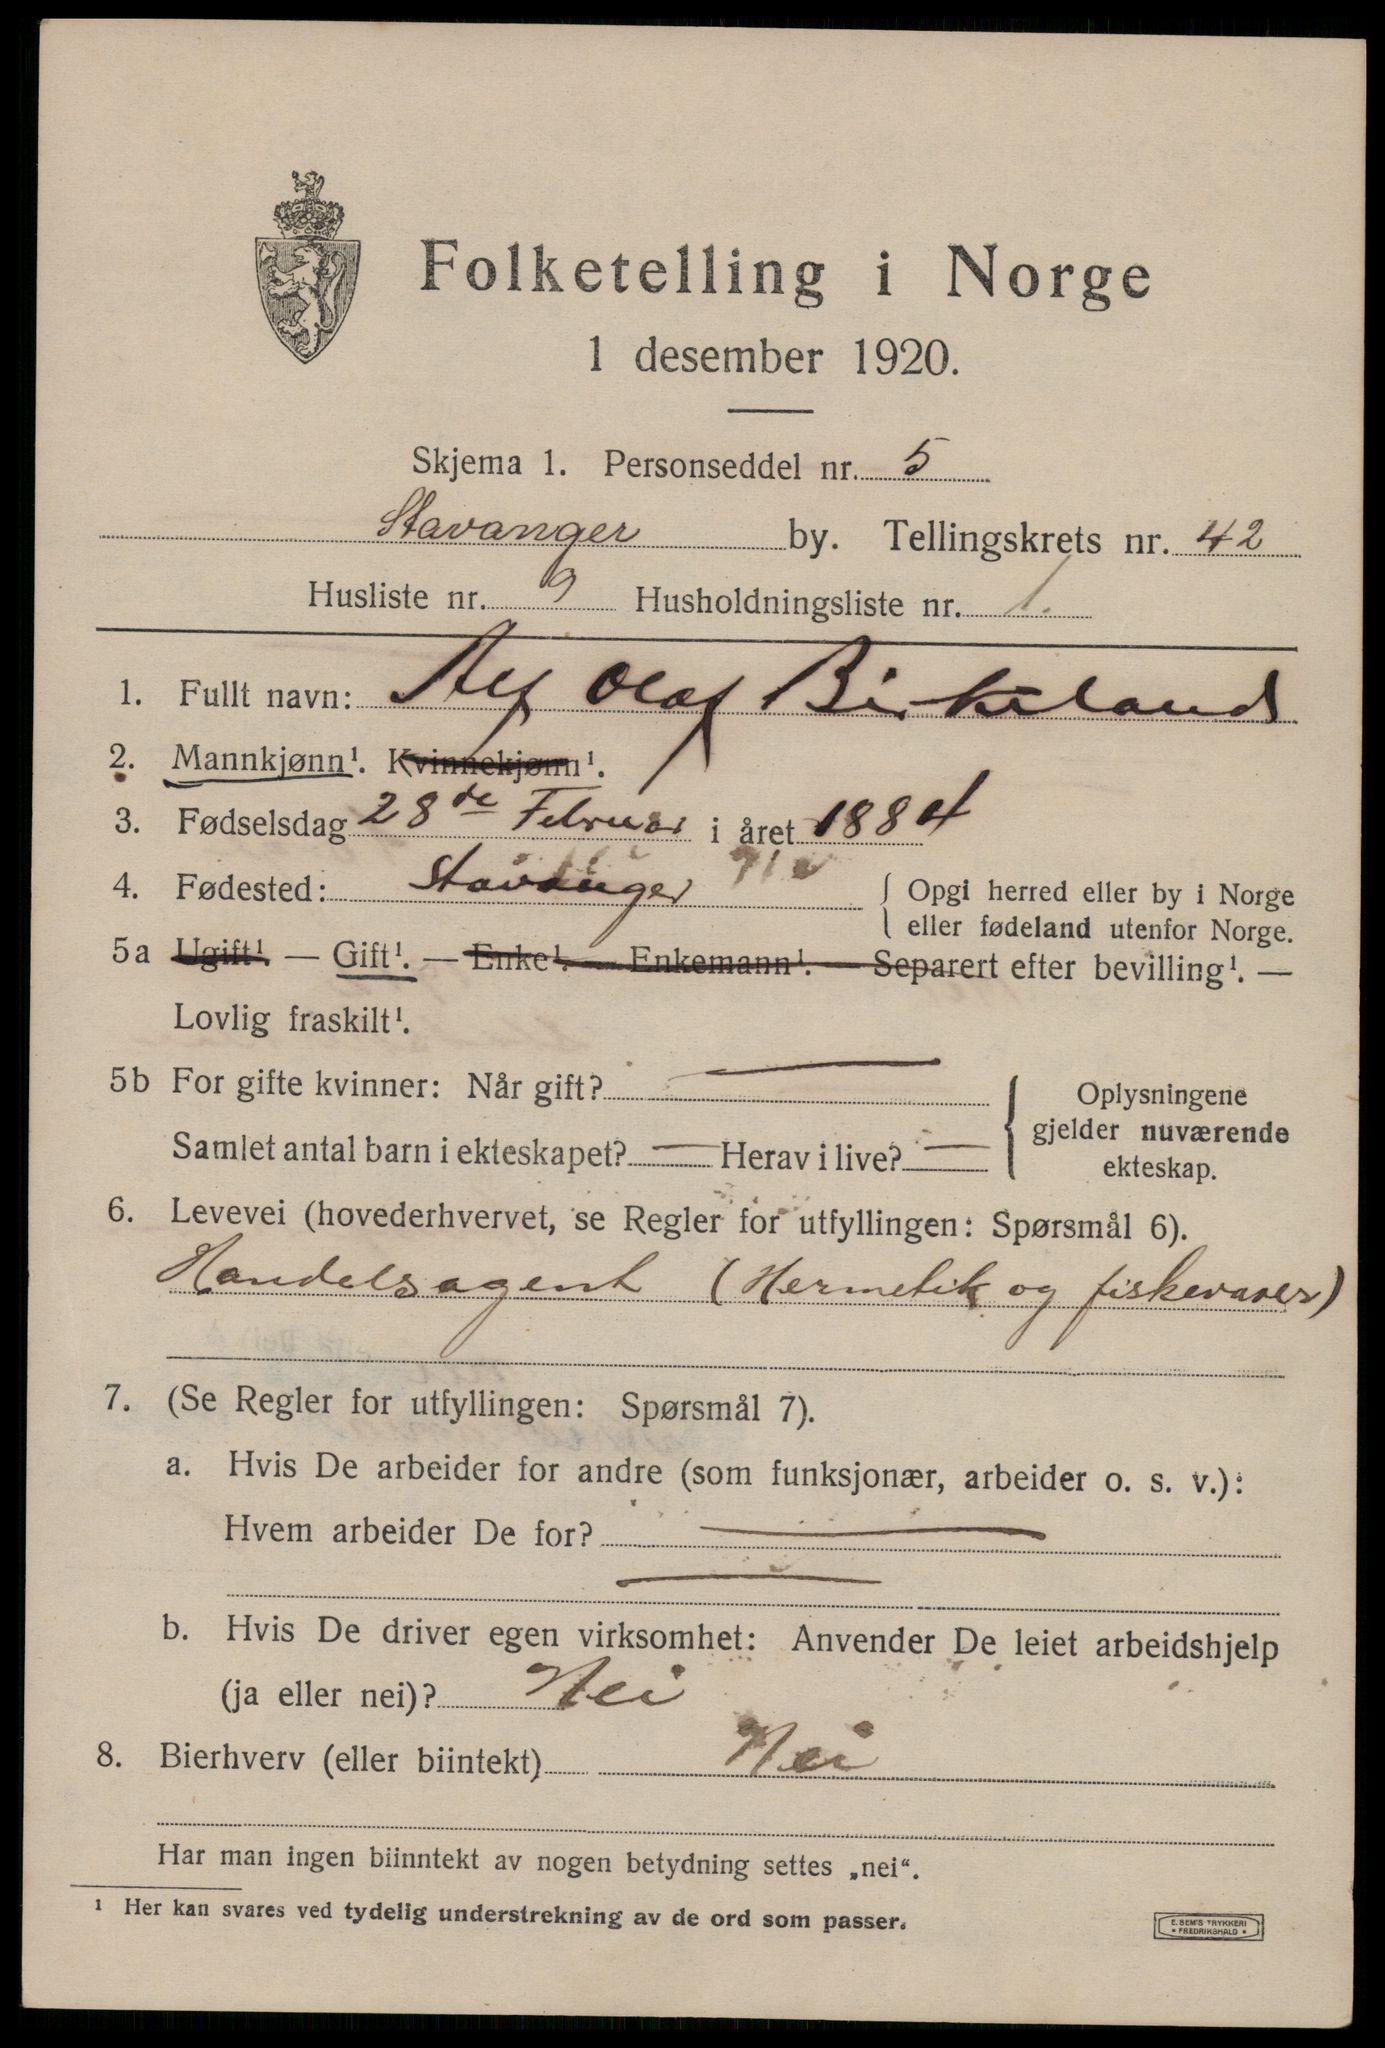 Folketelling i Norge
1 desember 1920.
Skjema 1. Personseddel nr. 5
Stavanger by. Tellingskrets nr. 42
Husliste nr. 9 Husholdningsliste nr. 1.
1. Fullt navn: Alf Olaf Birkeland
2. Mannkjønn¹. Kvinnekjønn¹.
3. Fødselsdag 28de Februar i året 1884
4. Fødested: Stavanger { Opgi herred eller by i Norge
eller fødeland utenfor Norge.
5a Ugift¹. — Gift¹. — Enke¹. — Enkemann¹. — Separert efter bevilling¹. —
Lovlig fraskilt¹.
5b For gifte kvinner: Når gift?
Samlet antal barn i ekteskapet? — Herav i live? —
Oplysningene
gjelder nuværende
ekteskap.
6. Levevei (hovederhvervet, se Regler for utfyllingen: Spørsmål 6).
Handelsagent (Hermetik og fiskevarer)
7. (Se Regler for utfyllingen: Spørsmål 7).
a. Hvis De arbeider for andre (som funksjonær, arbeider o. s. v.):
Hvem arbeider De for? —
b. Hvis De driver egen virksomhet: Anvender De leiet arbeidshjelp
(ja eller nei)? Nei
8. Bierhverv (eller biintekt) Nei
Har man ingen biinntekt av nogen betydning settes „nei“.
¹ Her kan svares ved tydelig understrekning av de ord som passer.
E. SEM'S TRYKKERI
• FREDRIKSHALD •